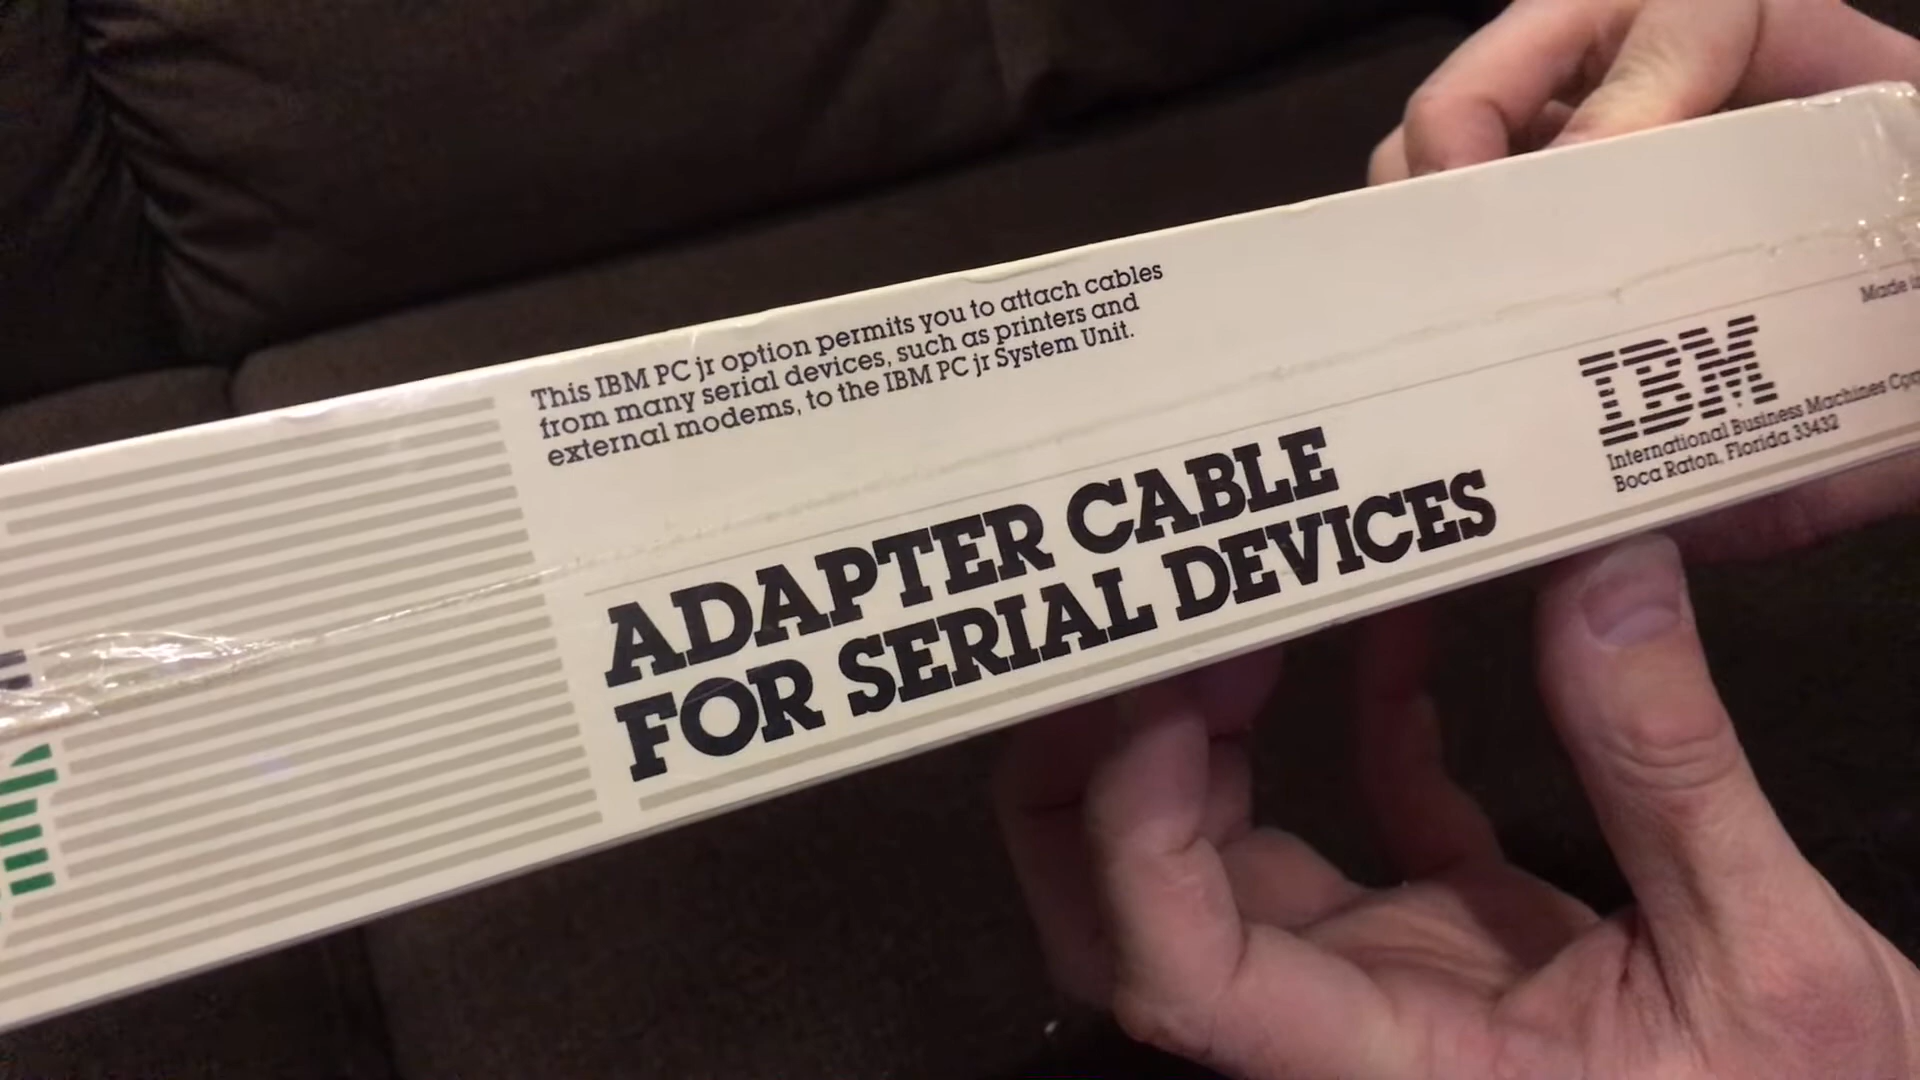 This IBM PC jr option permits you to attach cables
from many serial devices, such as printers and
external modems, to the IBM PC jr System Unit.
ADAPTER CABLE
FOR SERIAL DEVICES
Made in
IBM
International Business Machines
Boca Raton, Florida 33432